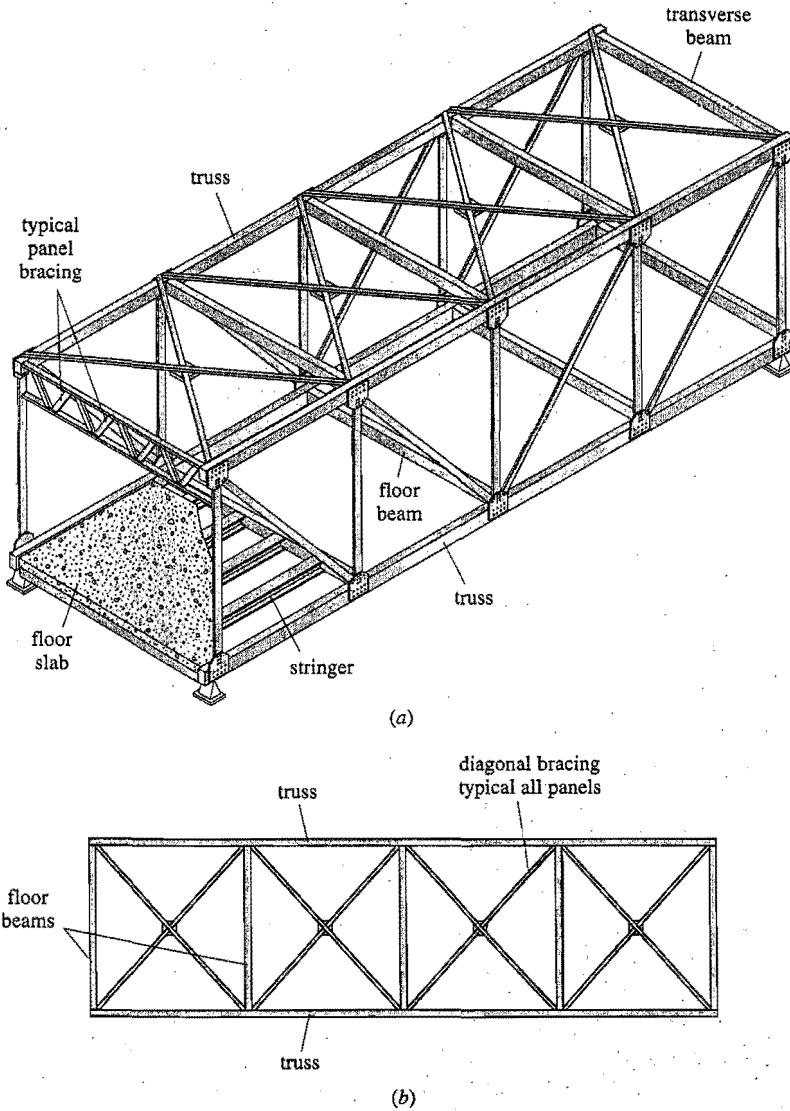 transverse
beam
truss
typical
panel
bracing
floor
beam
truss
floor
slab
stringer
(a)
diagonal bracing
typical all panels
truss
floor
beams
truss
(b)